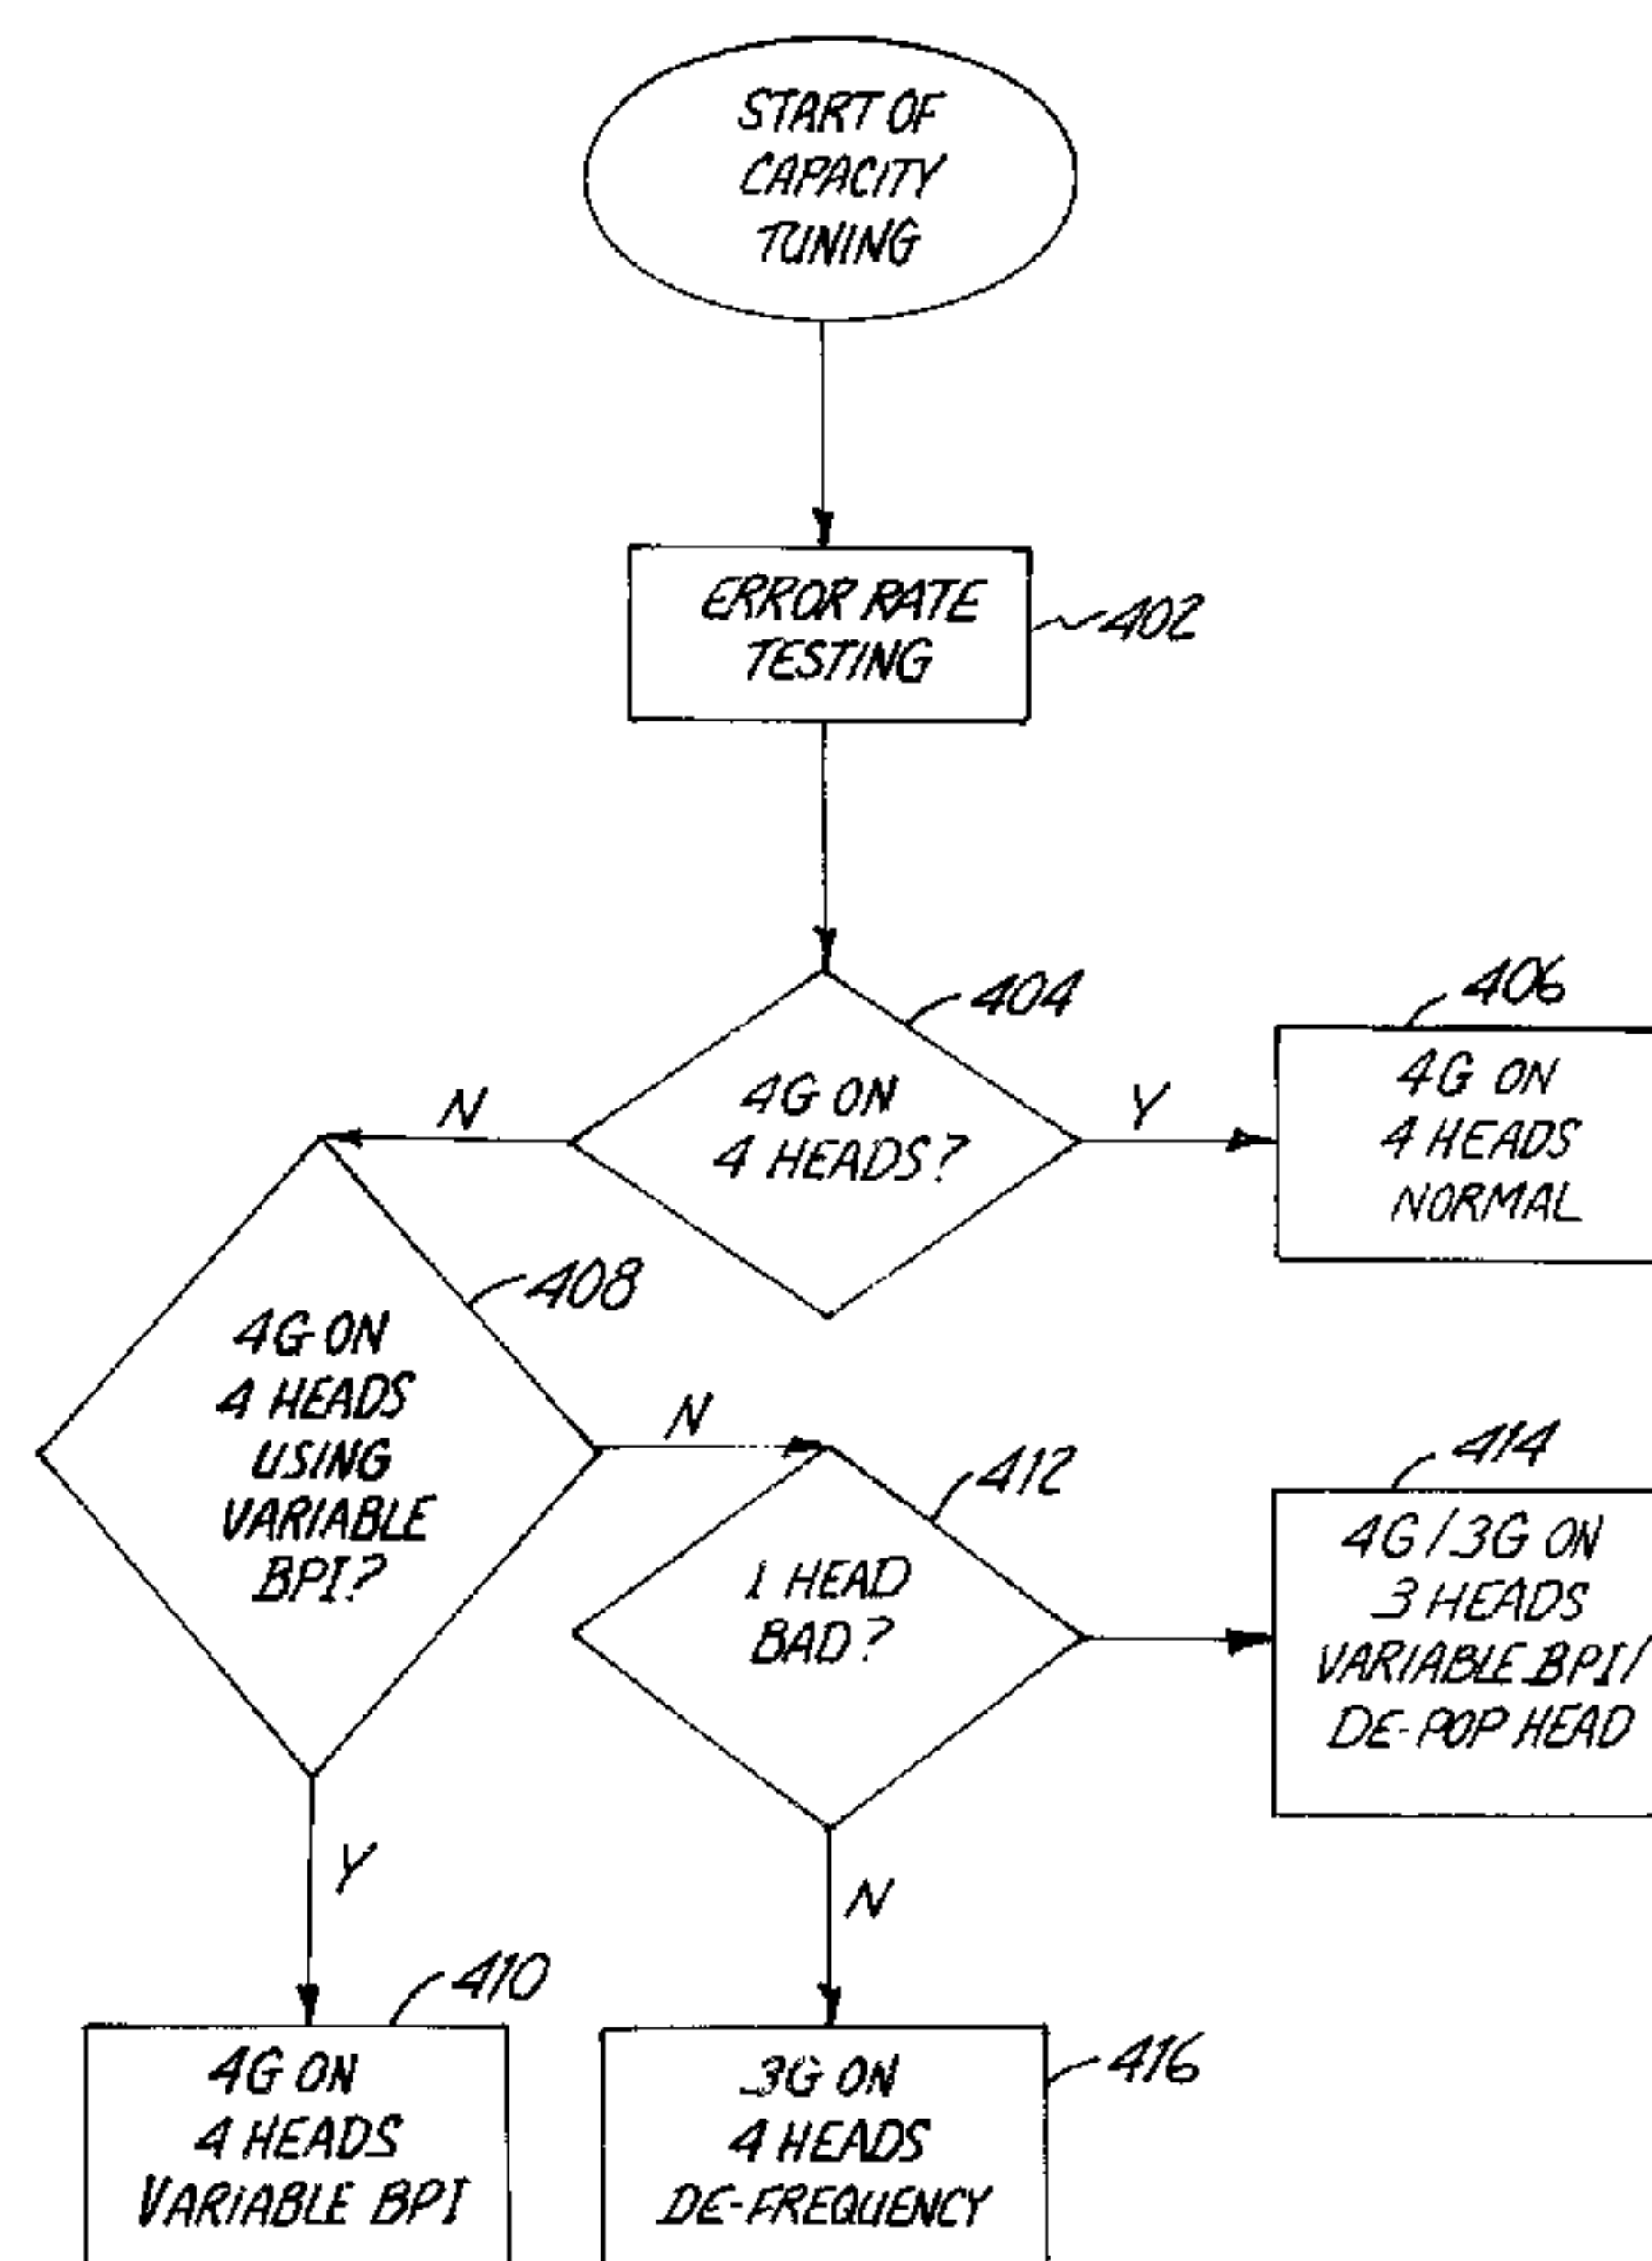 START OF
CAPACITY
TUNING
ERROR RATE
TESTING
402
404
4G ON
4 HEADS?
N
Y
406
4G ON
4 HEADS
NORMAL
408
4G ON
4 HEADS
USING
VARIABLE
BPI?
N
412
1 HEAD
BAD?
414
4G/3G ON
3 HEADS
VARIABLE BPI/
DE-POP HEAD
Y
N
410
4G ON
4 HEADS
VARIABLE BPI
416
3G ON
4 HEADS
DE-FREQUENCY